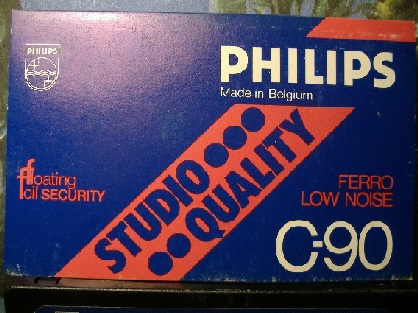 PHILIPS
PHILIPS
Made in Belgium
STUDIO
QUALITY
floating
foil SECURITY
FERRO
LOW NOISE
C-90